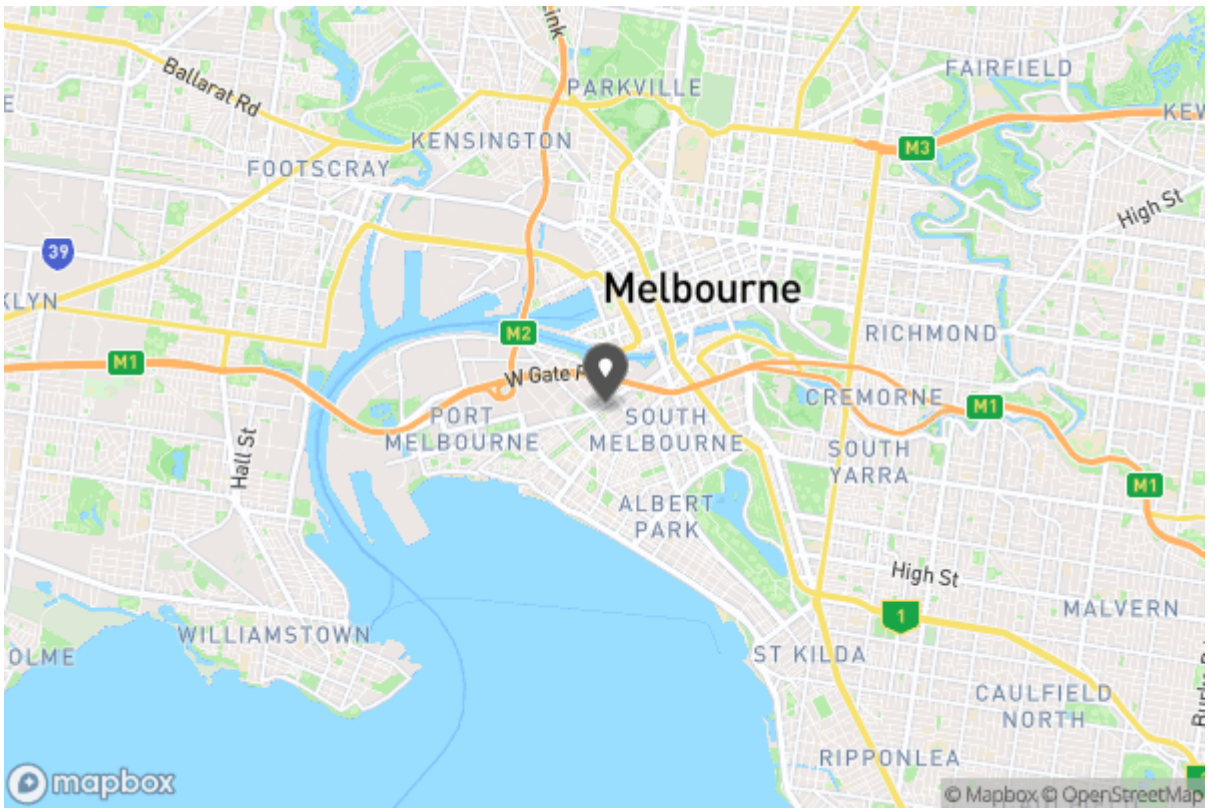 Link
Ballarat Rd
PARKVILLE
FAIRFIELD
KEW
KENSINGTON
M3
FOOTSCRAY
High St
39
Melbourne
KLYN
M2
RICHMOND
M1
W Gate F
CREMORNE
M1
PORT
MELBOURNE
SOUTH
MELBOURNE
SOUTH
YARRA
Hall St
M1
ALBERT
PARK
High St
1
MALVERN
WILLIAMSTOWN
OLME
ST KILDA
CAULFIELD
NORTH
RIPPONLEA
mapbox
© Mapbox © OpenStreetMap